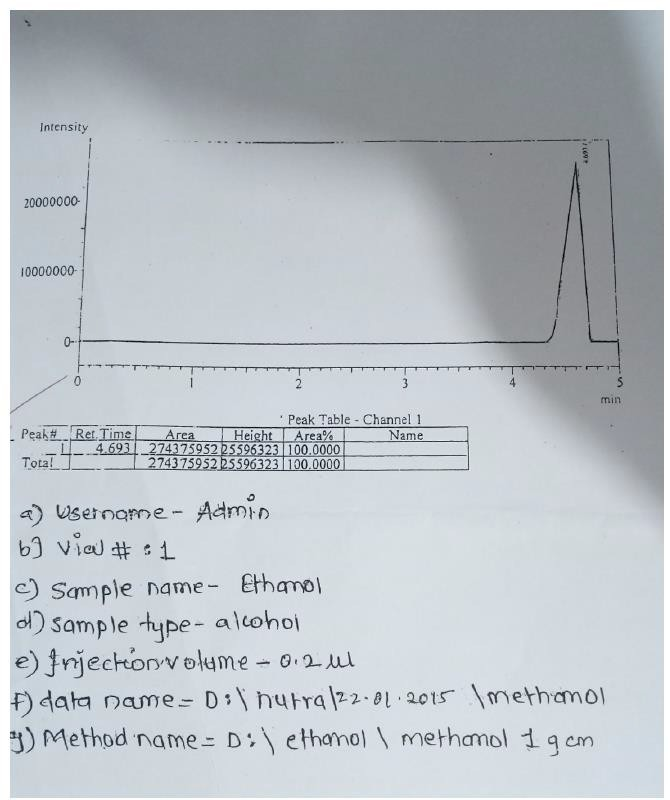 Intensity
4.693
20000000-
10000000-
0-
0 1 2 3 4 5
min
Peak Table - Channel 1
Peak# Ret. Time Area Height Area% Name
1 4.693 274375952 25596323 100.0000
Total 274375952 25596323 100.0000
a) Username - Admin
b) Vial # : 1
c) Sample name - Ethanol
d) Sample type - alcohol
e) Injection volume - 0.2 ul
f) data name = D:\ nutra\22.01.2015 \methanol
g) Method name = D:\ ethanol \ methanol 1 g cm